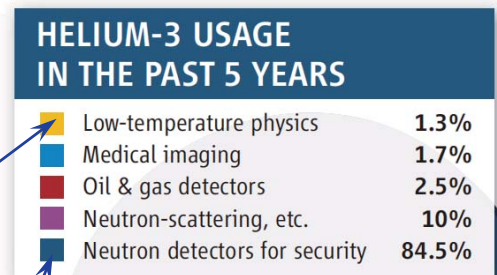 HELIUM-3 USAGE
IN THE PAST 5 YEARS
Low-temperature physics 1.3%
Medical imaging 1.7%
Oil & gas detectors 2.5%
Neutron-scattering, etc. 10%
Neutron detectors for security 84.5%